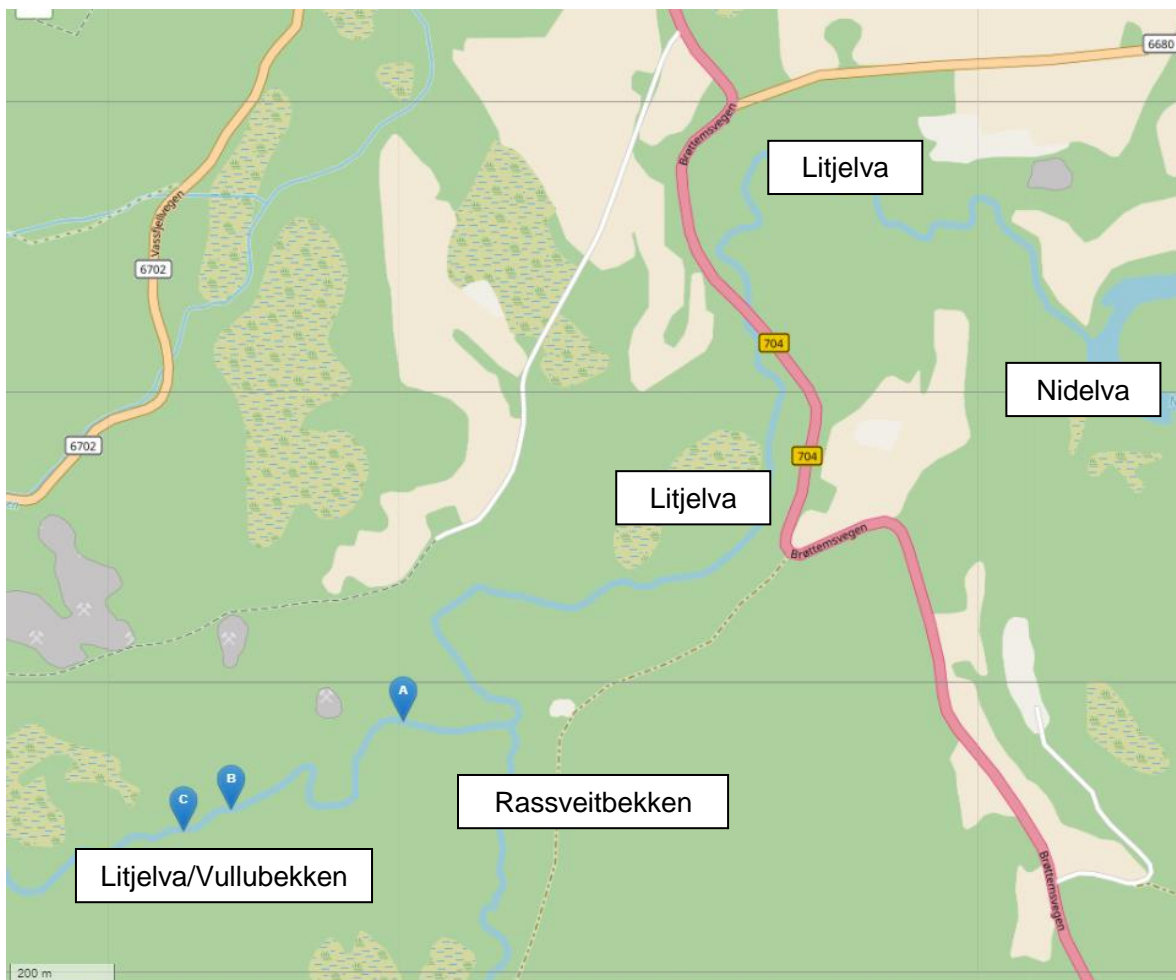 6680
Brøttemsvegen
Litjelva
Vassfjellvegen
6702
704
Nidelva
N
6702
704
Litjelva
Brøttemsvegen
A
B
C
Rassveitbekken
Litjelva/Vullubekken
Brøttemsvegen
200 m